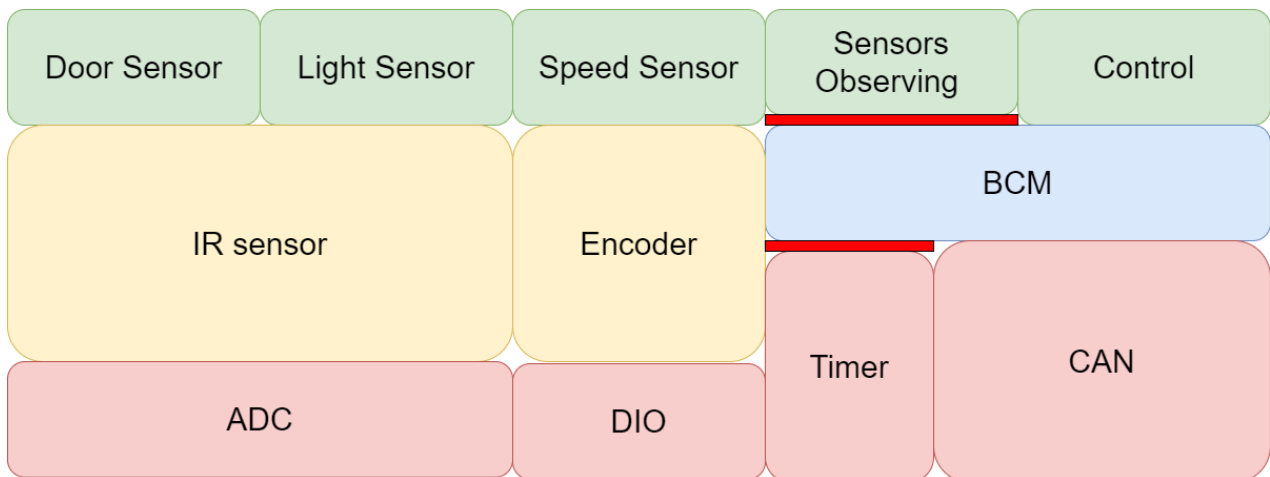 Door Sensor
Light Sensor
Speed Sensor
Sensors
Observing
Control
BCM
IR sensor
Encoder
Timer
CAN
ADC
DIO